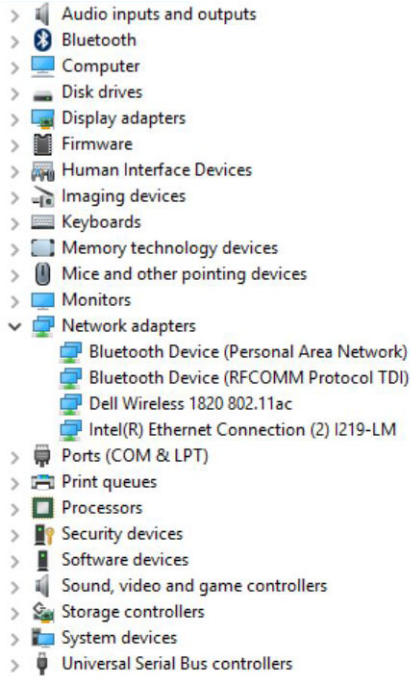 Audio inputs and outputs
Bluetooth
Computer
Disk drives
Display adapters
Firmware
Human Interface Devices
Imaging devices
Keyboards
Memory technology devices
Mice and other pointing devices
Monitors
Network adapters
Bluetooth Device (Personal Area Network)
Bluetooth Device (RFCOMM Protocol TDI)
Dell Wireless 1820 802.11ac
Intel(R) Ethernet Connection (2) I219-LM
Ports (COM & LPT)
Print queues
Processors
Security devices
Software devices
Sound, video and game controllers
Storage controllers
System devices
Universal Serial Bus controllers